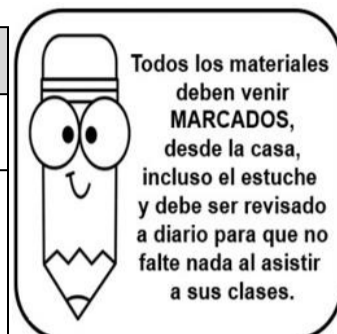 Todos los materiales
deben venir
MARCADOS,
desde la casa,
incluso el estuche
y debe ser revisado
a diario para que no
falte nada al asistir
a sus clases.